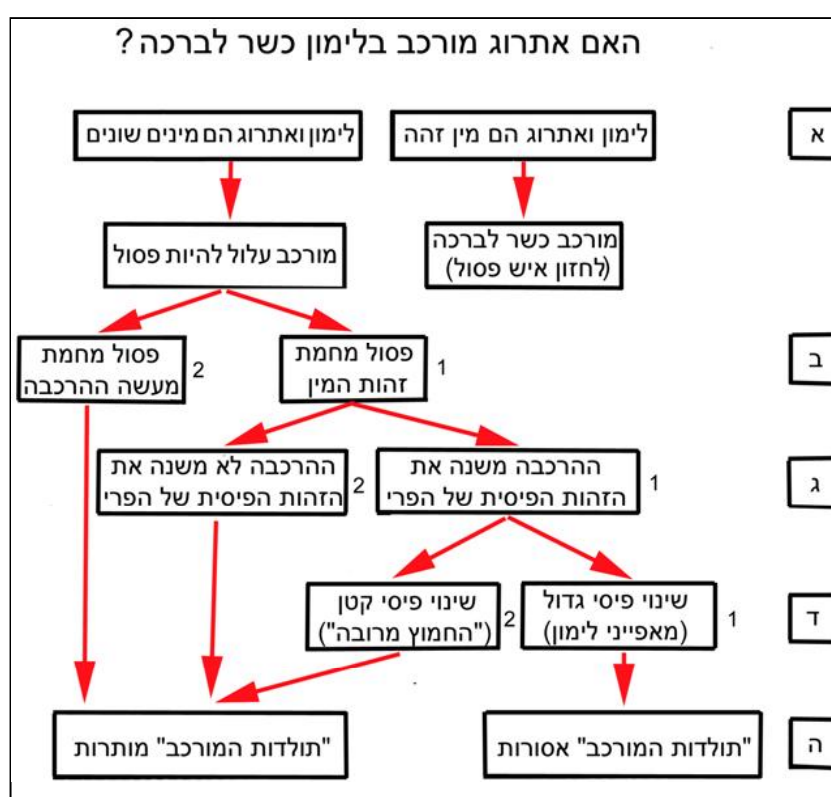 האם אתרוג מורכב בלימון כשר לברכה?
א
לימון ואתרוג הם מין זהה
לימון ואתרוג הם מינים שונים
מורכב כשר לברכה
(לחזון איש פסול)
מורכב עלול להיות פסול
ב
1
פסול מחמת
זהות המין
2
פסול מחמת
מעשה ההרכבה
ג
1
ההרכבה משנה את
הזהות הפיסית של הפרי
2
ההרכבה לא משנה את
הזהות הפיסית של הפרי
ד
1
שינוי פיסי גדול
(מאפייני לימון)
2
שינוי פיסי קטן
("החמוץ מרובה")
ה
"תולדות המורכב" אסורות
"תולדות המורכב" מותרות